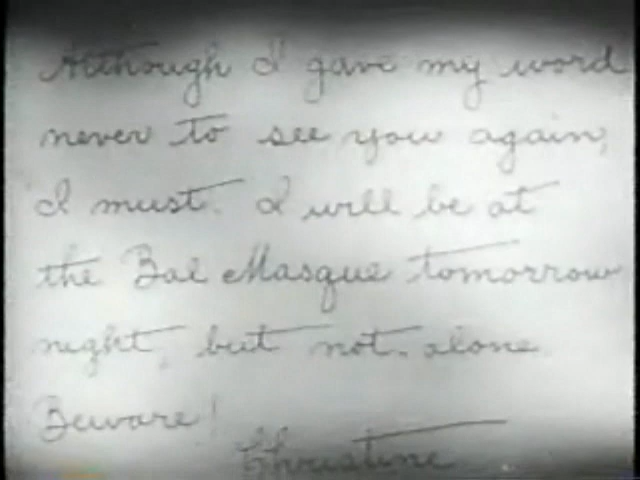 Although I gave my word
never to see you again,
I must. I will be at
the Bal Masque tomorrow
night, but not alone.
Beware!
Christine